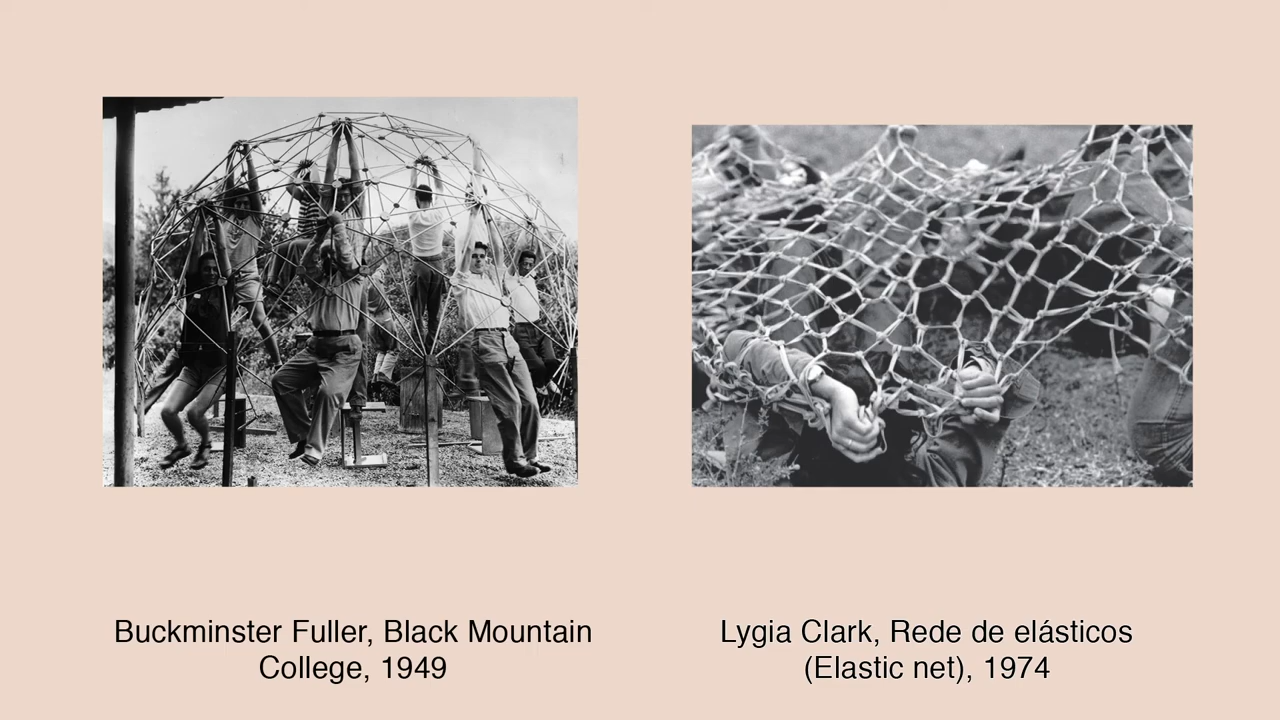 Buckminster Fuller, Black Mountain
College, 1949
Lygia Clark, Rede de elásticos
(Elastic net), 1974